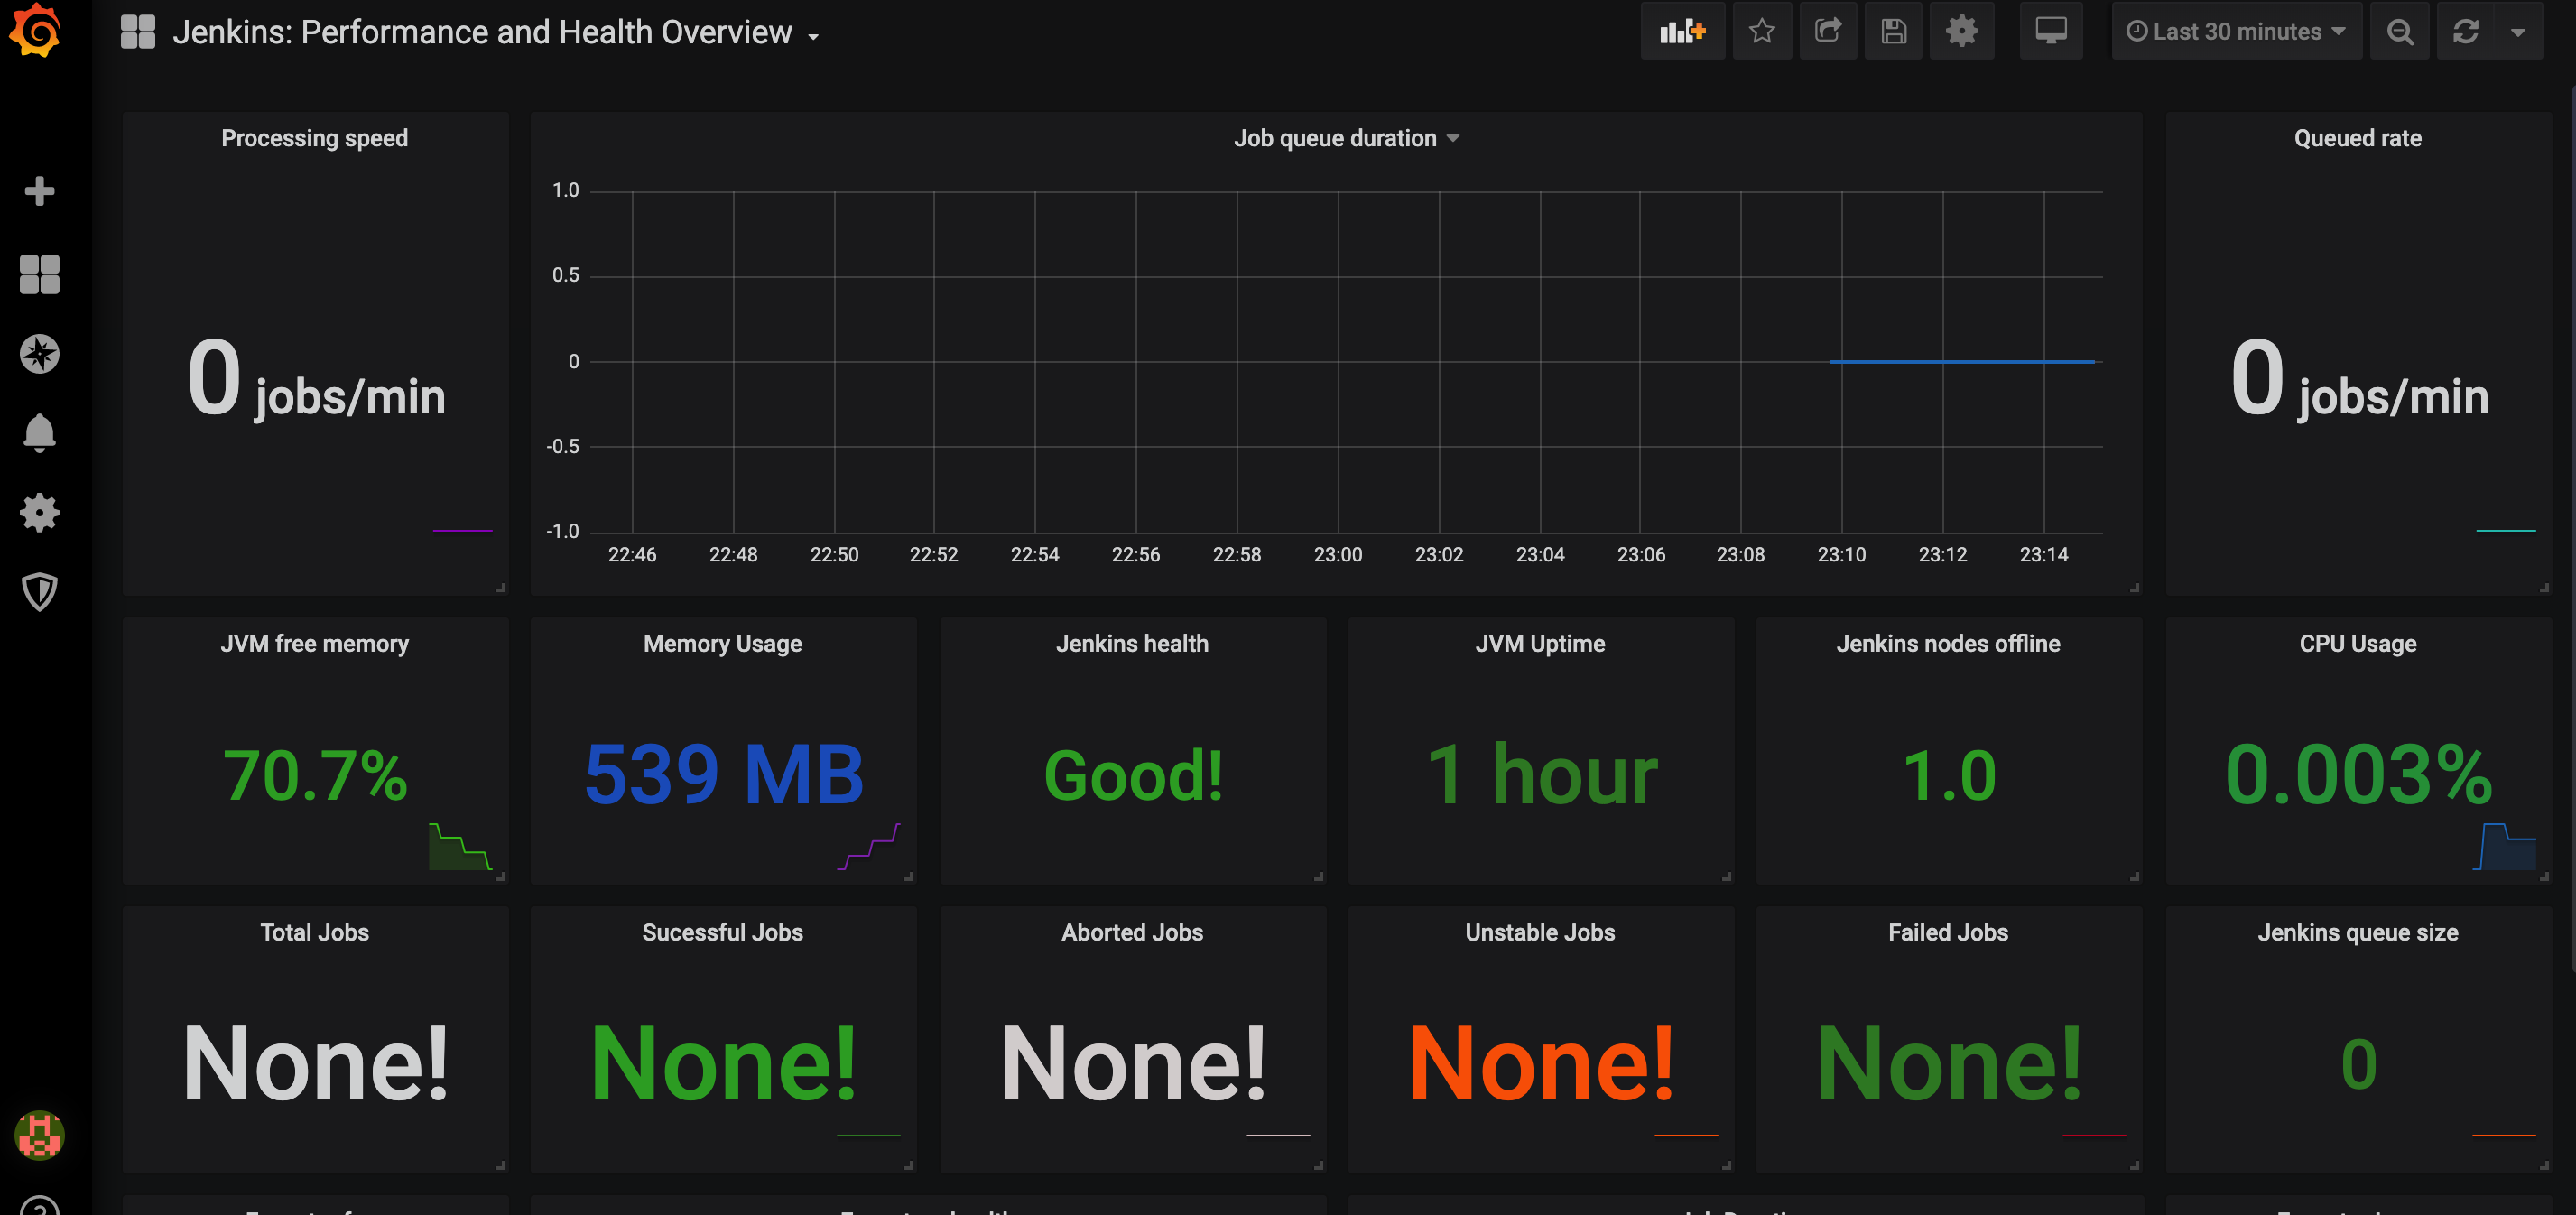 Jenkins: Performance and Health Overview
Last 30 minutes
Processing speed
0 jobs/min
Job queue duration
1.0
0.5
0
-0.5
-1.0
22:46 22:48 22:50 22:52 22:54 22:56 22:58 23:00 23:02 23:04 23:06 23:08 23:10 23:12 23:14
Queued rate
0 jobs/min
JVM free memory
70.7%
Memory Usage
539 MB
Jenkins health
Good!
JVM Uptime
1 hour
Jenkins nodes offline
1.0
CPU Usage
0.003%
Total Jobs
None!
Sucessful Jobs
None!
Aborted Jobs
None!
Unstable Jobs
None!
Failed Jobs
None!
Jenkins queue size
0